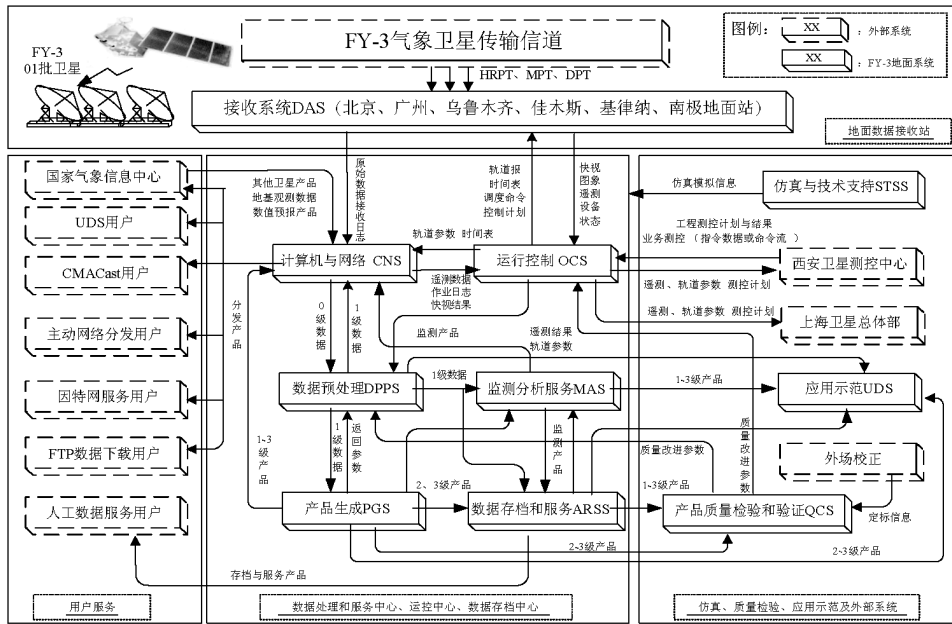 FY-3气象卫星传输信道
图例：
XX
：外部系统
XX
：FY-3地面系统
FY-3
01批卫星
HRPT、MPT、DPT
接收系统DAS（北京、广州、乌鲁木齐、佳木斯、基律纳、南极地面站）
地面数据接收站
国家气象信息中心
UDS用户
CMACast用户
主动网络分发用户
因特网服务用户
FTP数据下载用户
人工数据服务用户
用户服务
分发产品
其他卫星产品
地基观测数据
数值预报产品
原始数据接收日志
轨道报
时间表
调度命令
控制计划
快视
图象
遥测
设备
状态
轨道参数 时间表
计算机与网络 CNS
运行控制 OCS
遥测数据
作业日志
快视结果
0级数据
1级数据
监测产品
遥测结果
轨道参数
数据预处理DPPS
1级数据
监测分析服务MAS
1~3级产品
1级数据
返回参数
监测产品
质量改进参数
质量改进参数
1~3级产品
产品生成PGS
2、3级产品
数据存档和服务ARSS
1~3级产品
产品质量检验和验证QCS
2~3级产品
2~3级产品
存档与服务产品
数据处理和服务中心、运控中心、数据存档中心
仿真模拟信息
仿真与技术支持STSS
工程测控计划与结果
业务测控（指令数据或命令流）
西安卫星测控中心
遥测、轨道参数 测控计划
遥测、轨道参数 测控计划
上海卫星总体部
应用示范UDS
外场校正
定标信息
仿真、质量检验、应用示范及外部系统